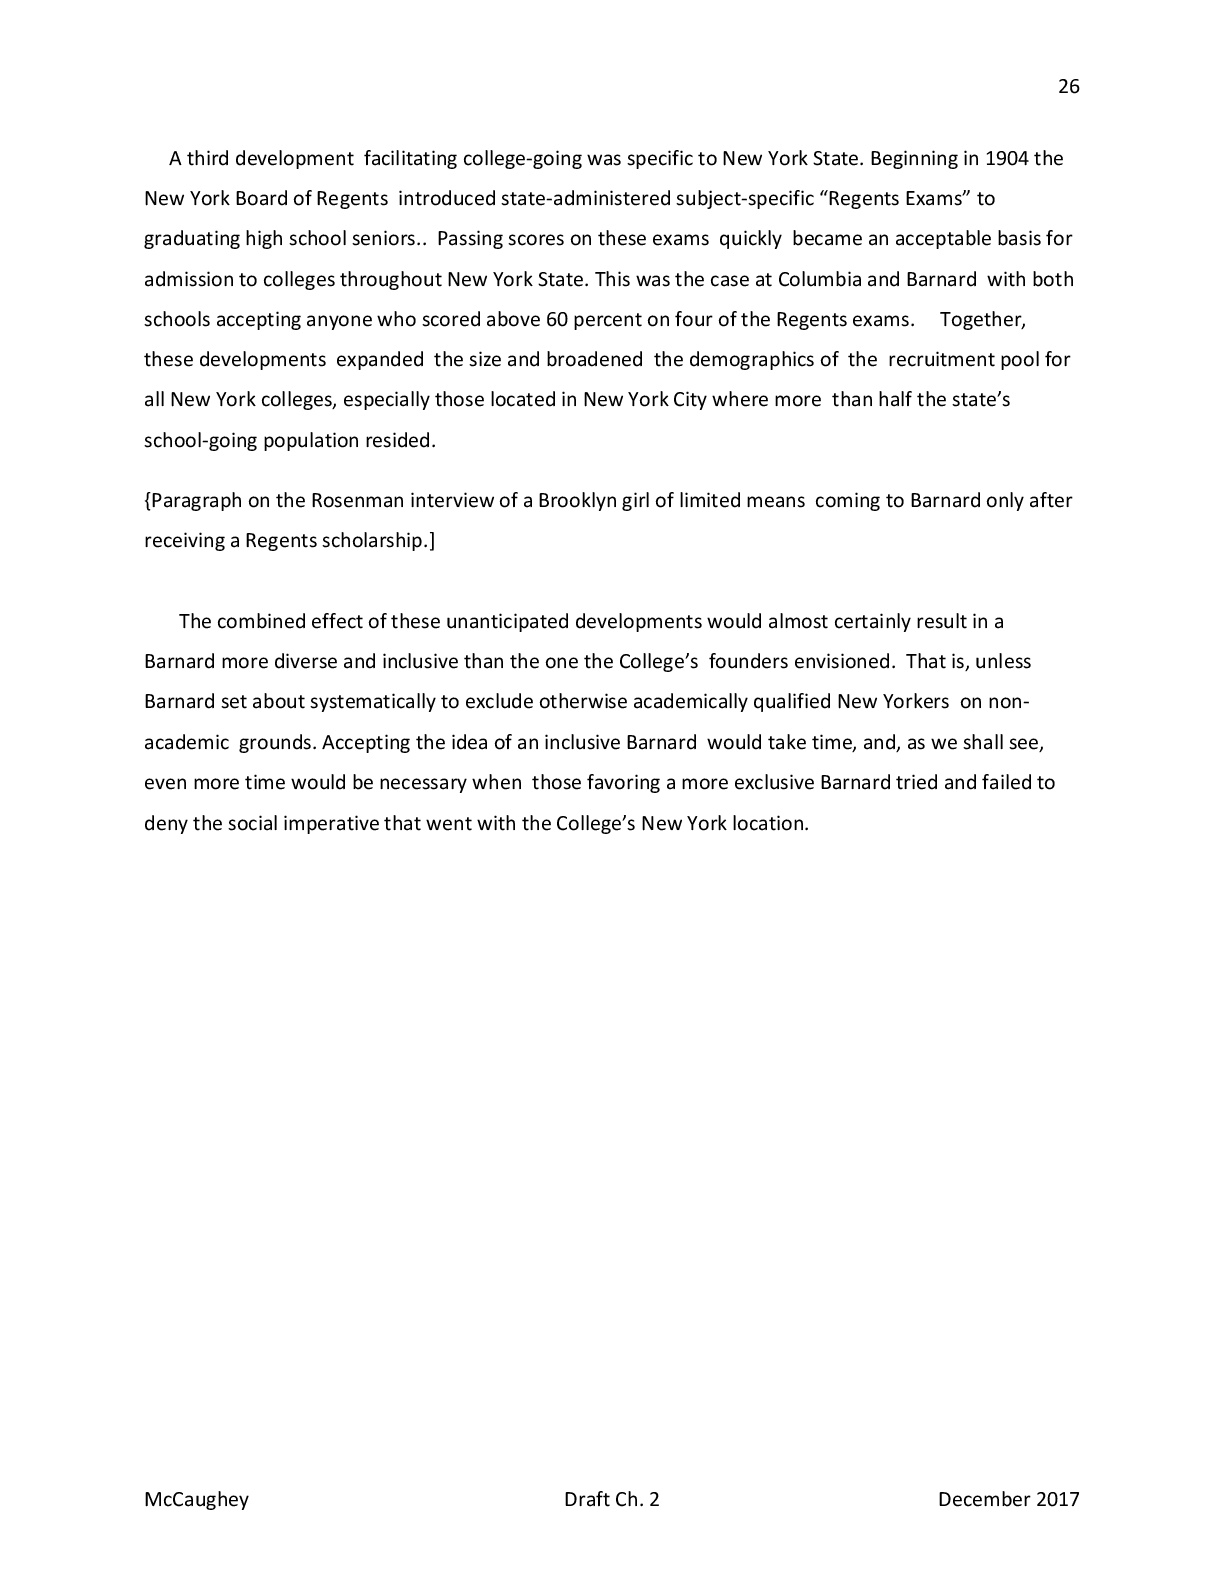 26
A third development  facilitating college-going was specific to New York State. Beginning in 1904 the
New York Board of Regents  introduced state-administered subject-specific “Regents Exams” to
graduating high school seniors..  Passing scores on these exams  quickly  became an acceptable basis for
admission to colleges throughout New York State. This was the case at Columbia and Barnard  with both
schools accepting anyone who scored above 60 percent on four of the Regents exams.    Together,
these developments  expanded  the size and broadened  the demographics of  the  recruitment pool for
all New York colleges, especially those located in New York City where more  than half the state’s
school-going population resided.
{Paragraph on the Rosenman interview of a Brooklyn girl of limited means  coming to Barnard only after
receiving a Regents scholarship.]
The combined effect of these unanticipated developments would almost certainly result in a
Barnard more diverse and inclusive than the one the College’s  founders envisioned.  That is, unless
Barnard set about systematically to exclude otherwise academically qualified New Yorkers  on non-
academic  grounds. Accepting the idea of an inclusive Barnard  would take time, and, as we shall see,
even more time would be necessary when  those favoring a more exclusive Barnard tried and failed to
deny the social imperative that went with the College’s New York location.
McCaughey Draft Ch. 2 December 2017